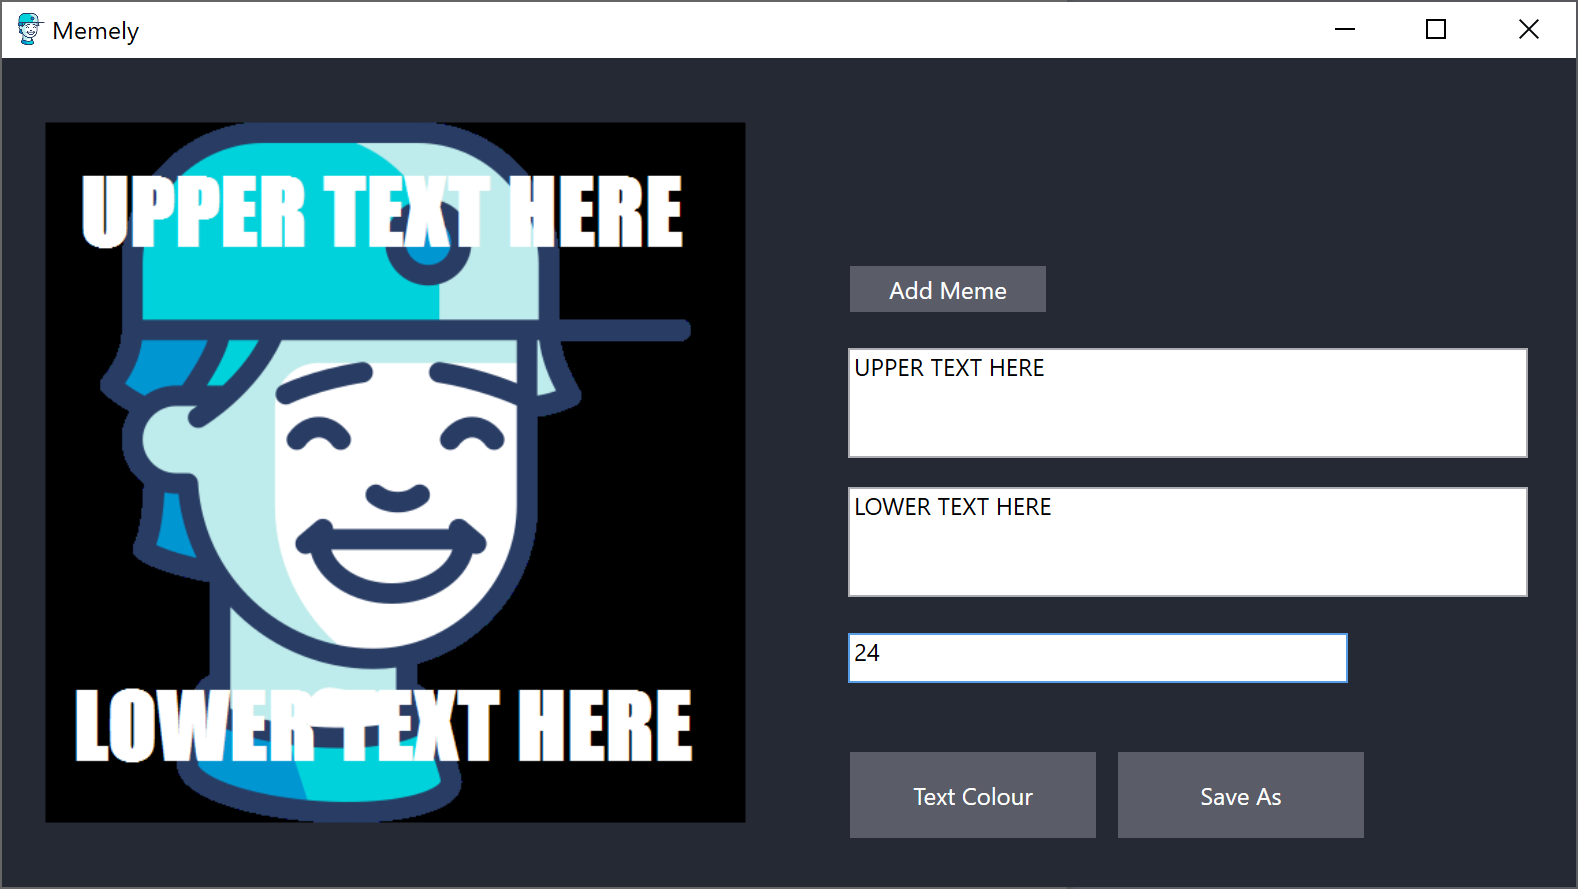 Memely
UPPER TEXT HERE
LOWER TEXT HERE
Add Meme
UPPER TEXT HERE
LOWER TEXT HERE
24
Text Colour
Save As